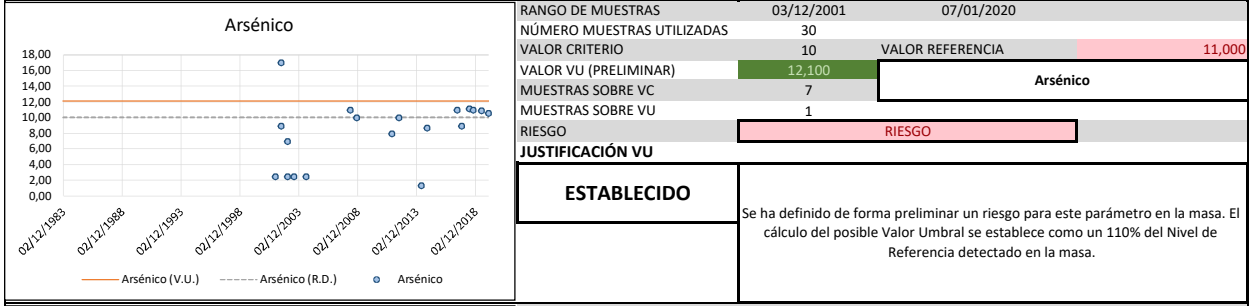 Arsénico
18,00
16,00
14,00
12,00
10,00
8,00
6,00
4,00
2,00
0,00
02/12/1983
02/12/1988
02/12/1993
02/12/1998
02/12/2003
02/12/2008
02/12/2013
02/12/2018
Arsénico (V.U.)
Arsénico (R.D.)
Arsénico
RANGO DE MUESTRAS 03/12/2001 07/01/2020
NÚMERO MUESTRAS UTILIZADAS 30
VALOR CRITERIO 10 VALOR REFERENCIA 11,000
VALOR VU (PRELIMINAR) 12,100
Arsénico
MUESTRAS SOBRE VC 7
MUESTRAS SOBRE VU 1
RIESGO RIESGO
JUSTIFICACIÓN VU
ESTABLECIDO
Se ha definido de forma preliminar un riesgo para este parámetro en la masa. El
cálculo del posible Valor Umbral se establece como un 110% del Nivel de
Referencia detectado en la masa.